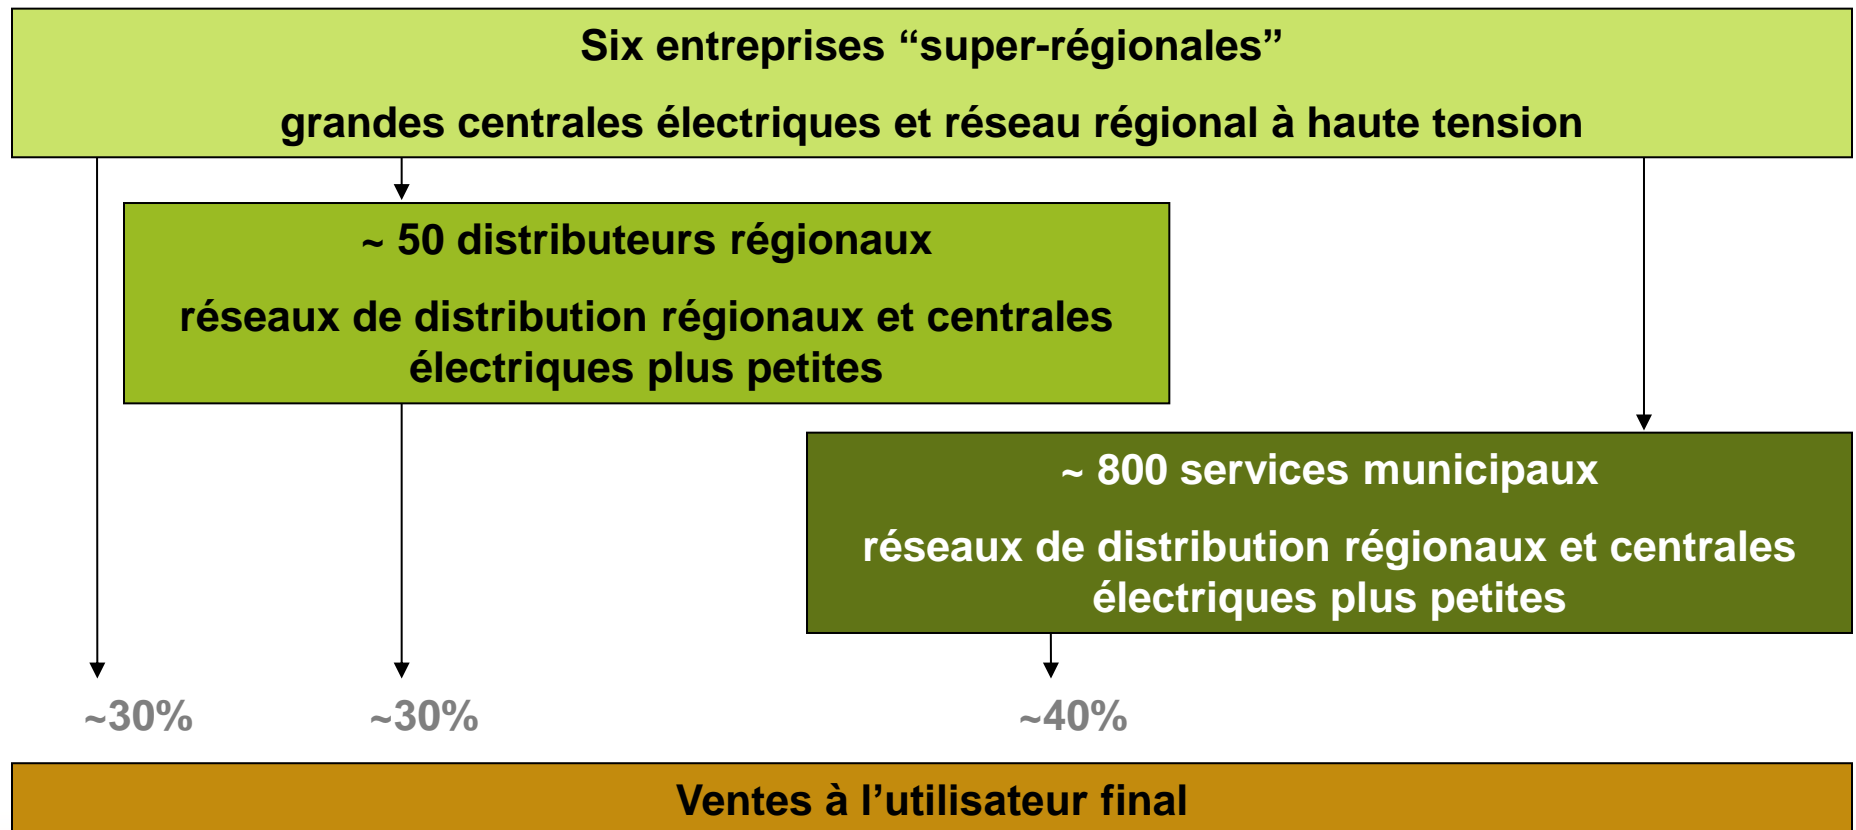 Six entreprises “super-régionales”
grandes centrales électriques et réseau régional à haute tension
~ 50 distributeurs régionaux
réseaux de distribution régionaux et centrales
électriques plus petites
~ 800 services municipaux
réseaux de distribution régionaux et centrales
électriques plus petites
~30% ~30% ~40%
Ventes à l’utilisateur final